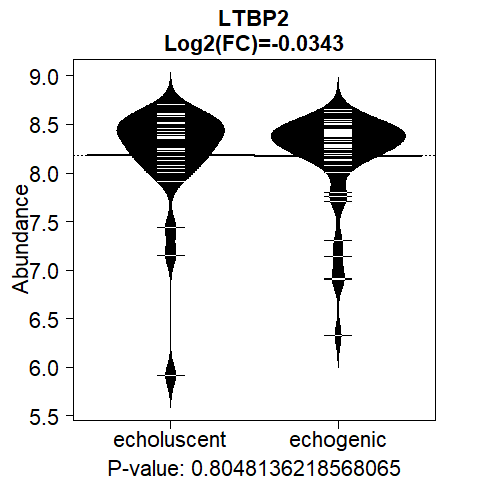 LTBP2
Log2(FC)=-0.0343
Abundance
9.0
8.5
8.0
7.5
7.0
6.5
6.0
5.5
echoluscent echogenic
P-value: 0.8048136218568065